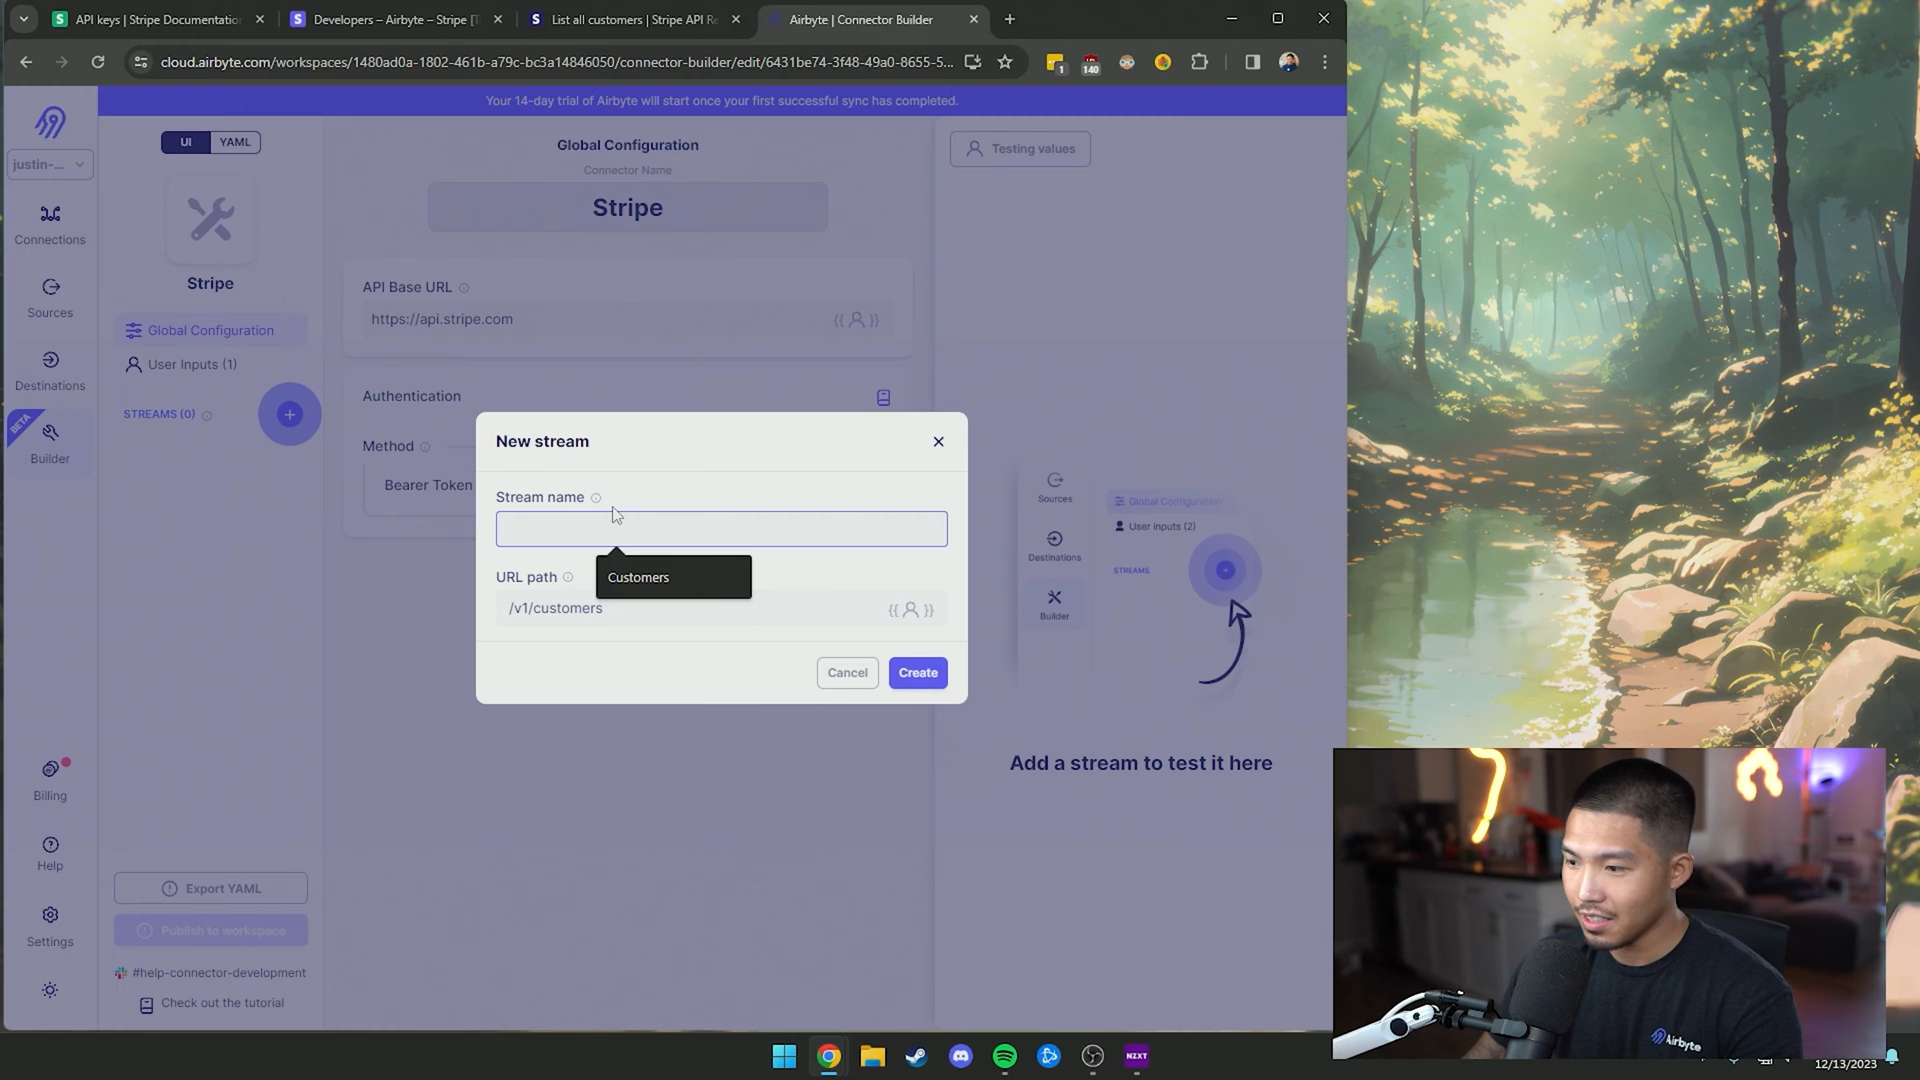 API keys | Stripe Documentatio
Developers – Airbyte – Stripe [T
List all customers | Stripe API Re
Airbyte | Connector Builder
cloud.airbyte.com/workspaces/1480ad0a-1802-461b-a79c-bc3a14846050/connector-builder/edit/6431be74-3f48-49a0-8655-5...
1
140
Your 14-day trial of Airbyte will start once your first successful sync has completed.
justin-...
Connections
Sources
Destinations
BETA
Builder
Billing
Help
Settings
UI
YAML
Stripe
Global Configuration
User Inputs (1)
STREAMS (0)
Export YAML
Publish to workspace
#help-connector-development
Check out the tutorial
Global Configuration
Connector Name
Stripe
API Base URL
https://api.stripe.com
{{ }}
Authentication
Method
Bearer Token
New stream
Stream name
Customers
URL path
/v1/customers
{{ }}
Cancel
Create
Testing values
Sources
Destinations
Builder
Global Configuration
User inputs (2)
STREAMS
Add a stream to test it here
Airbyte
NZXT
12/13/2023